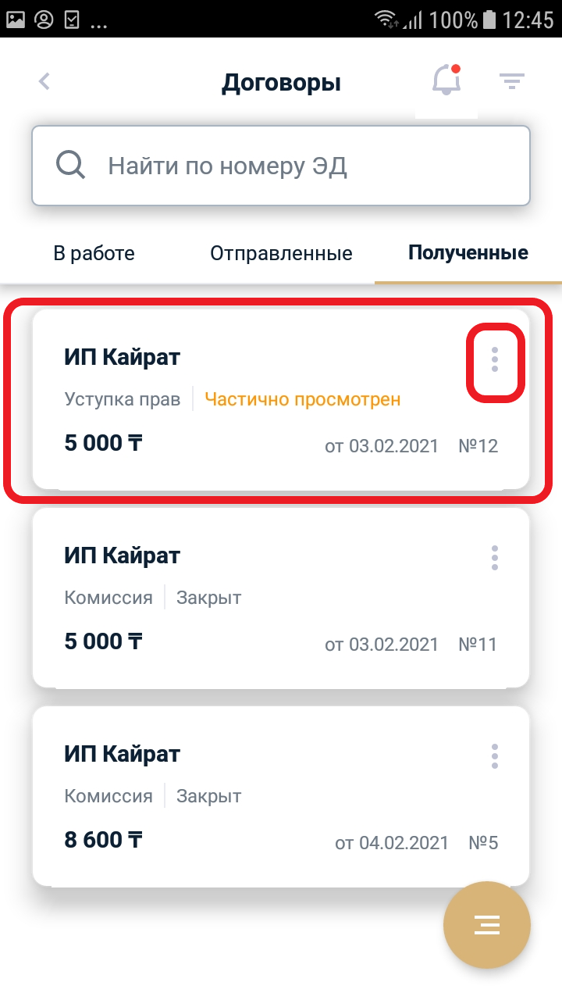 ... 100% 12:45
Договоры
Найти по номеру ЭД
В работе Отправленные Полученные
ИП Кайрат
Уступка прав Частично просмотрен
5 000 ₸ от 03.02.2021 №12
ИП Кайрат
Комиссия Закрыт
5 000 ₸ от 03.02.2021 №11
ИП Кайрат
Комиссия Закрыт
8 600 ₸ от 04.02.2021 №5